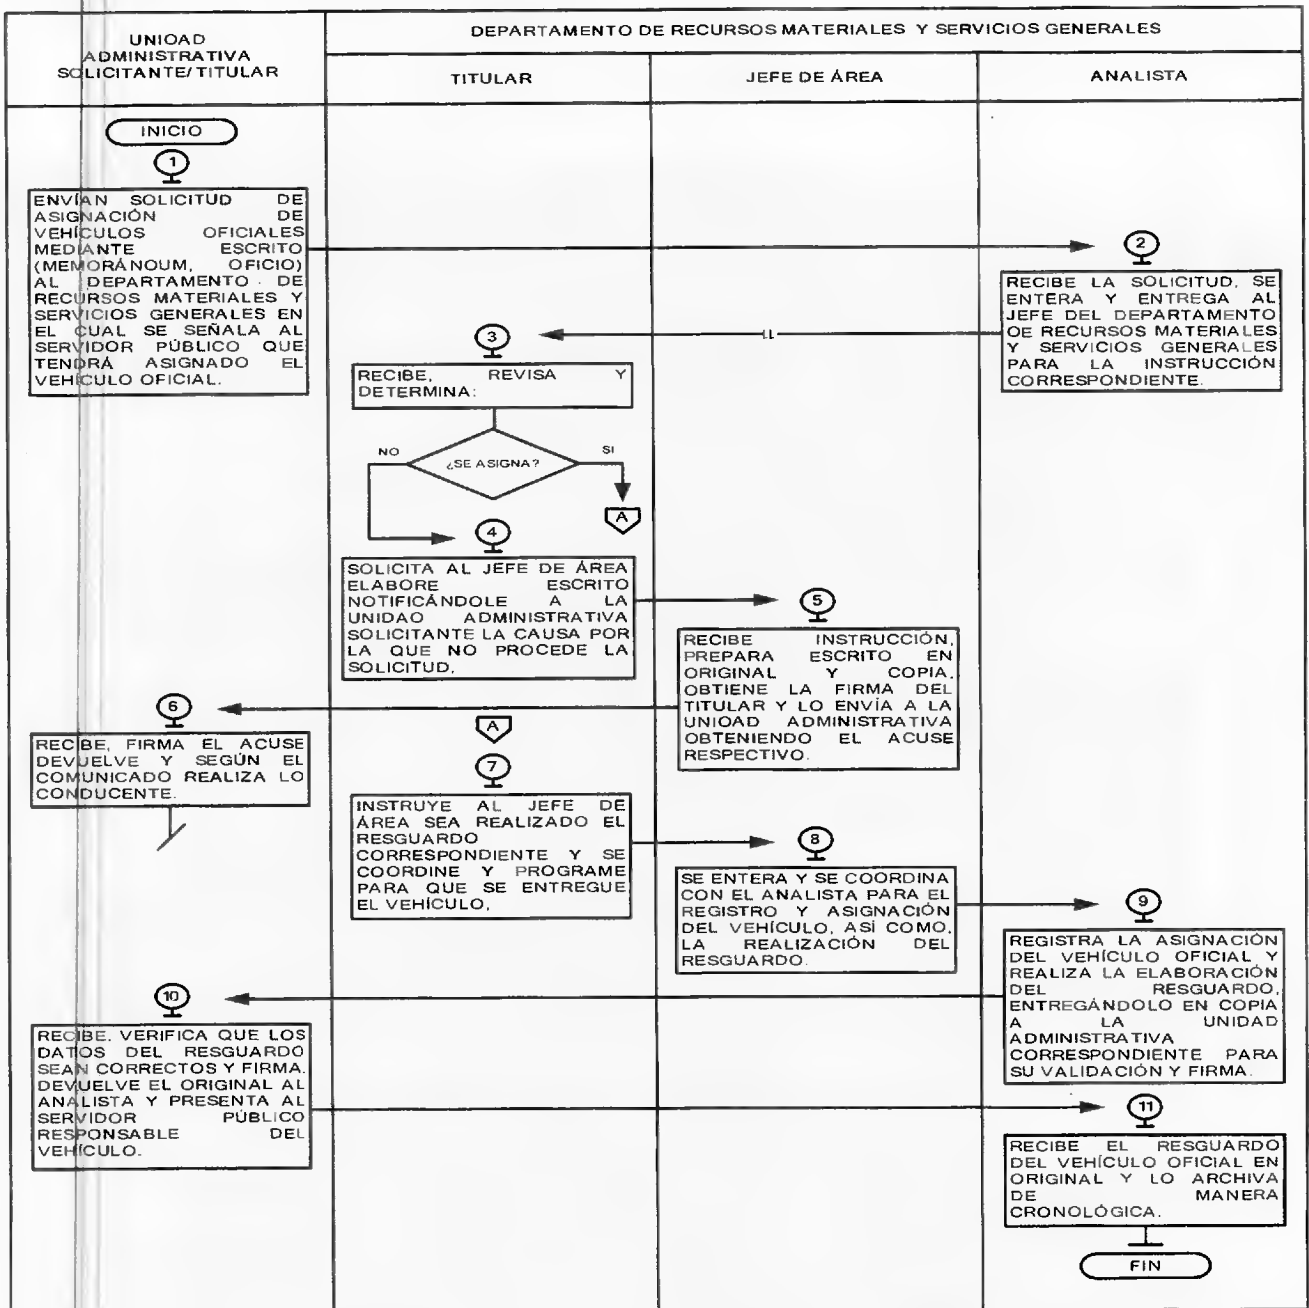 UNIOAD
ADMINISTRATIVA
SOLICITANTE/TITULAR
DEPARTAMENTO DE RECURSOS MATERIALES Y SERVICIOS GENERALES
TITULAR
JEFE DE ÁREA
ANALISTA
INICIO
1
ENVÍAN SOLICITUD DE
ASIGNACIÓN DE
VEHÍCULOS OFICIALES
MEDIANTE ESCRITO
(MEMORÁNOUM, OFICIO)
AL DEPARTAMENTO DE
RECURSOS MATERIALES Y
SERVICIOS GENERALES EN
EL CUAL SE SEÑALA AL
SERVIDOR PÚBLICO QUE
TENDRÁ ASIGNADO EL
VEHÍCULO OFICIAL.
2
RECIBE LA SOLICITUD, SE
ENTERA Y ENTREGA AL
JEFE DEL DEPARTAMENTO
OE RECURSOS MATERIALES
Y SERVICIOS GENERALES
PARA LA INSTRUCCIÓN
CORRESPONDIENTE.
3
RECIBE, REVISA Y
DETERMINA:
NO
¿SE ASIGNA?
SI
A
4
SOLICITA AL JEFE DE ÁREA
ELABORE ESCRITO
NOTIFICÁNDOLE A LA
UNIDAO ADMINISTRATIVA
SOLICITANTE LA CAUSA POR
LA QUE NO PROCEDE LA
SOLICITUD,
5
RECIBE INSTRUCCIÓN,
PREPARA ESCRITO EN
ORIGINAL Y COPIA,
OBTIENE LA FIRMA DEL
TITULAR Y LO ENVÍA A LA
UNIOAD ADMINISTRATIVA
OBTENIENDO EL ACUSE
RESPECTIVO.
6
RECIBE, FIRMA EL ACUSE
DEVUELVE Y SEGÚN EL
COMUNICADO REALIZA LO
CONDUCENTE.
A
7
INSTRUYE AL JEFE DE
ÁREA SEA REALIZADO EL
RESGUARDO
CORRESPONDIENTE Y SE
COORDINE Y PROGRAME
PARA QUE SE ENTREGUE
EL VEHÍCULO,
8
SE ENTERA Y SE COORDINA
CON EL ANALISTA PARA EL
REGISTRO Y ASIGNACIÓN
DEL VEHÍCULO, ASÍ COMO,
LA REALIZACIÓN DEL
RESGUARDO.
9
REGISTRA LA ASIGNACIÓN
DEL VEHÍCULO OFICIAL Y
REALIZA LA ELABORACIÓN
DEL RESGUARDO,
ENTREGÁNDOLO EN COPIA
A LA UNIDAD
ADMINISTRATIVA
CORRESPONDIENTE PARA
SU VALIDACIÓN Y FIRMA.
10
RECIBE, VERIFICA QUE LOS
DATOS DEL RESGUARDO
SEAN CORRECTOS Y FIRMA.
DEVUELVE EL ORIGINAL AL
ANALISTA Y PRESENTA AL
SERVIDOR PÚBLICO
RESPONSABLE DEL
VEHÍCULO.
11
RECIBE EL RESGUARDO
DEL VEHÍCULO OFICIAL EN
ORIGINAL Y LO ARCHIVA
DE MANERA
CRONOLÓGICA.
FIN